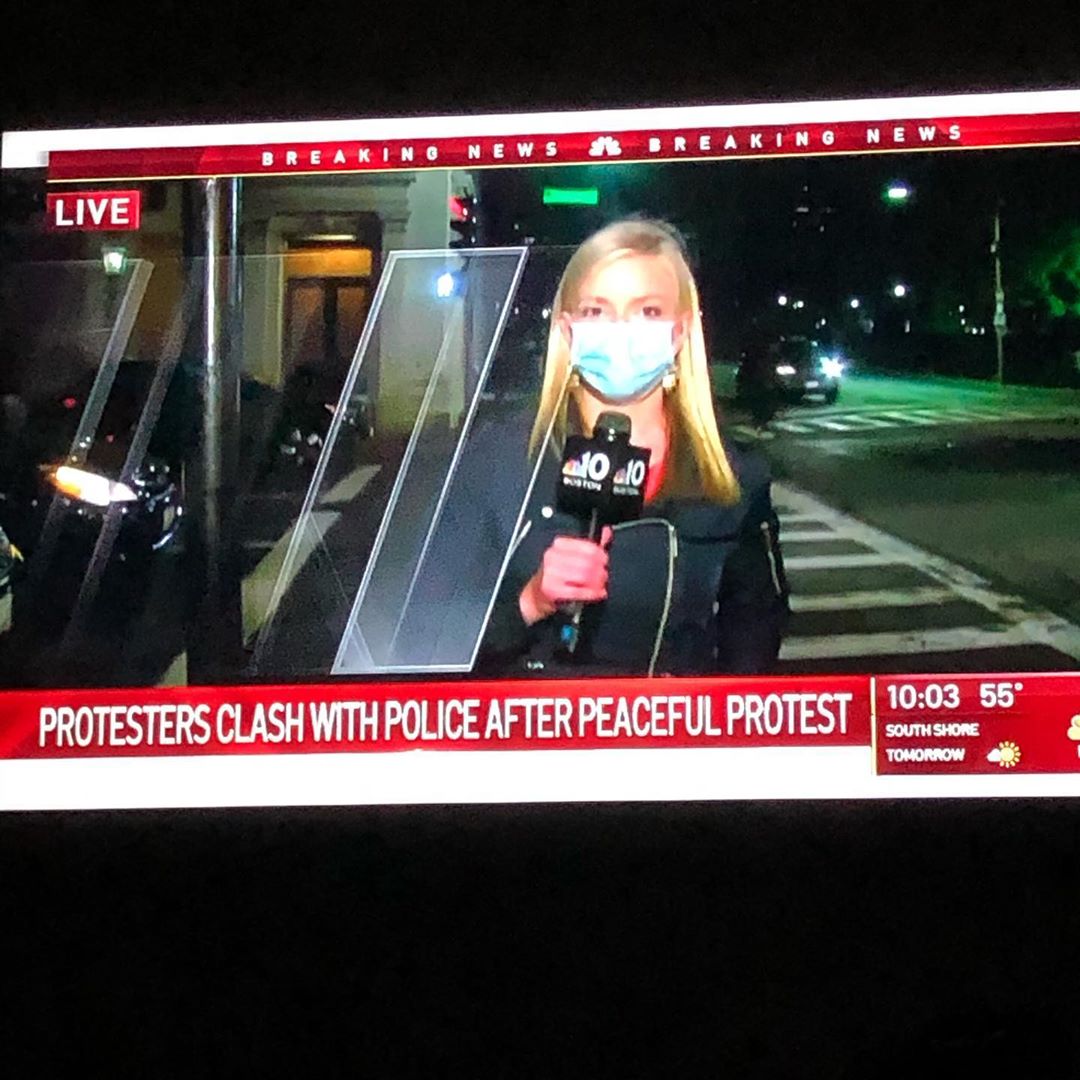 BREAKING NEWS BREAKING NEWS
LIVE
10 BOSTON
10
PROTESTERS CLASH WITH POLICE AFTER PEACEFUL PROTEST
10:03 55°
SOUTH SHORE
TOMORROW